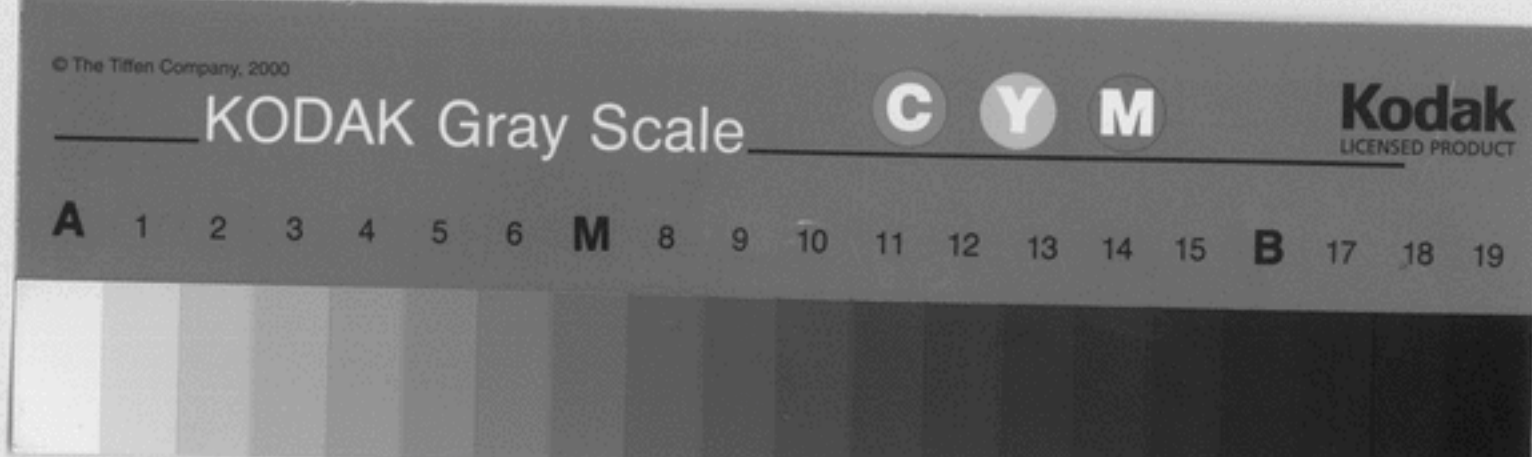 © The Tiffen Company, 2000
KODAK Gray Scale
C Y M
Kodak
LICENSED PRODUCT
A 1 2 3 4 5 6 M 8 9 10 11 12 13 14 15 B 17 18 19